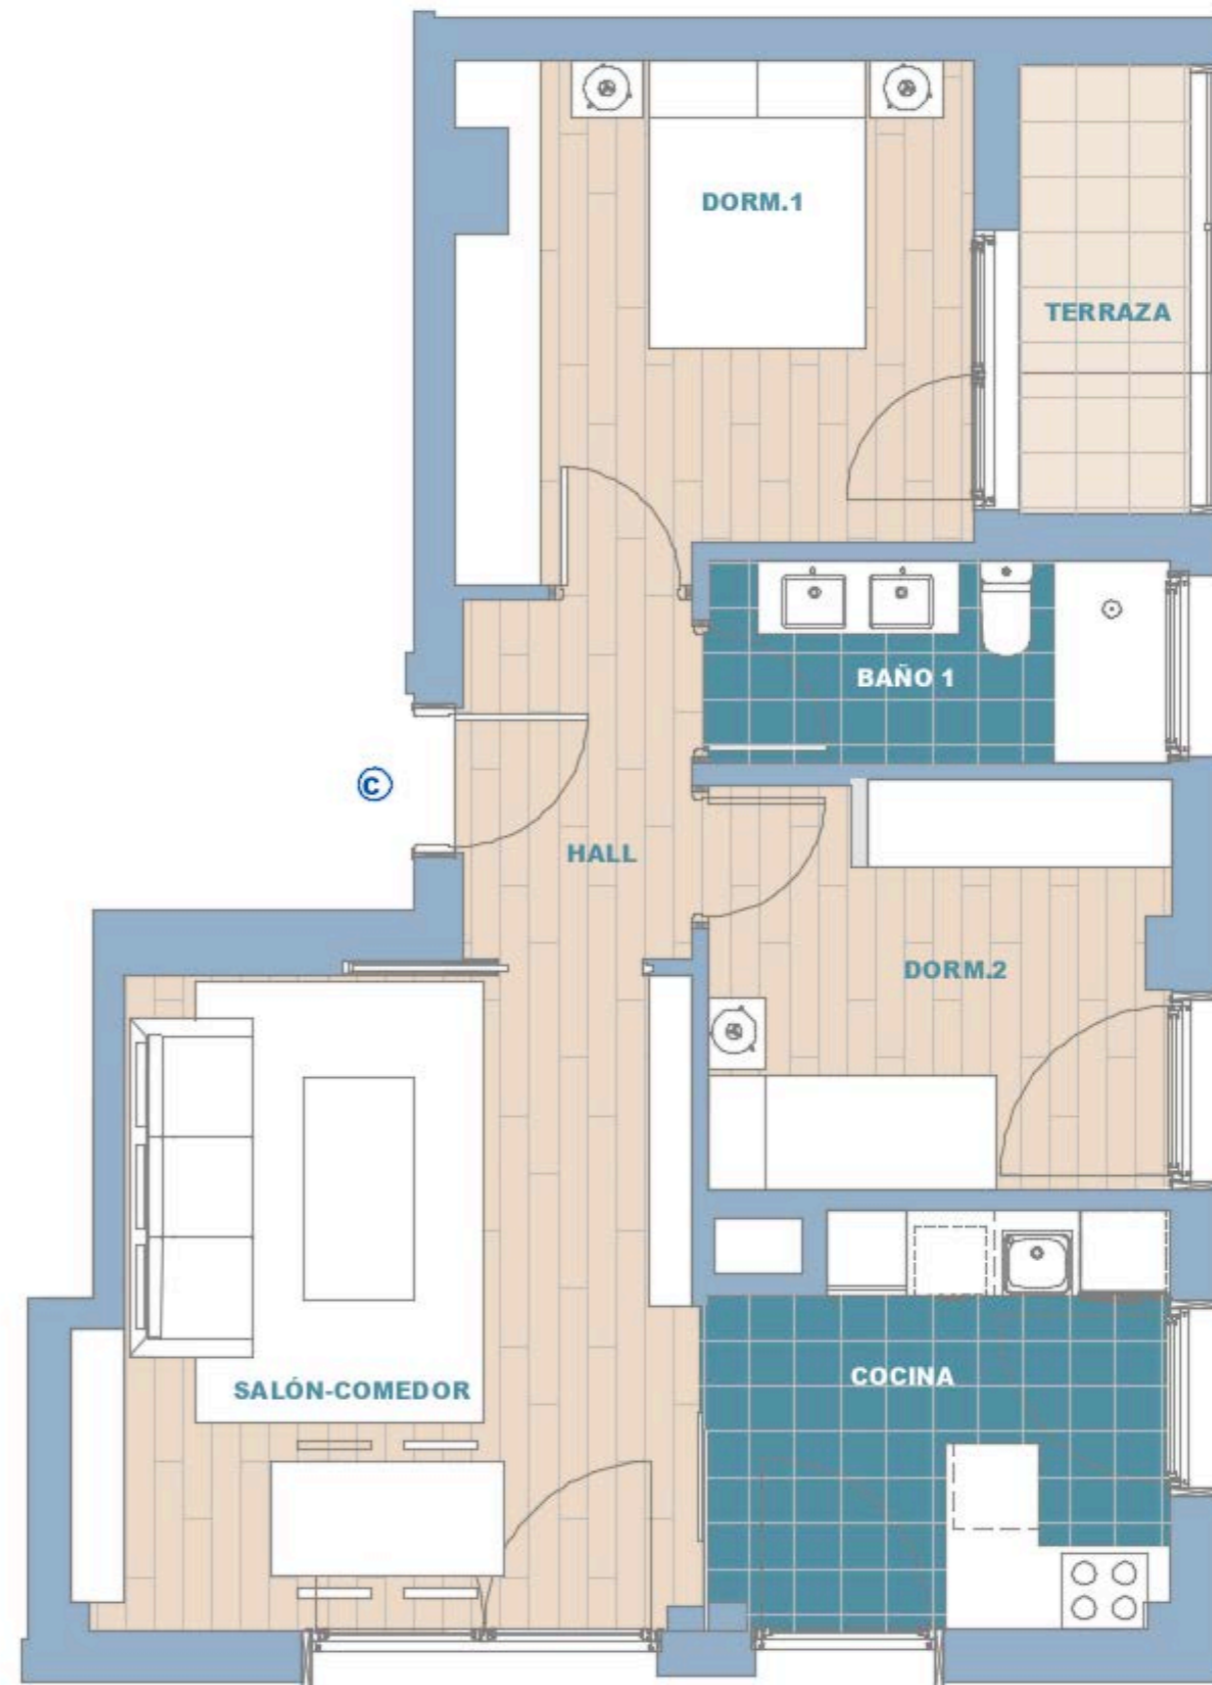 DORM.1
TERRAZA
BAÑO 1
C
HALL
DORM.2
SALÓN-COMEDOR
COCINA